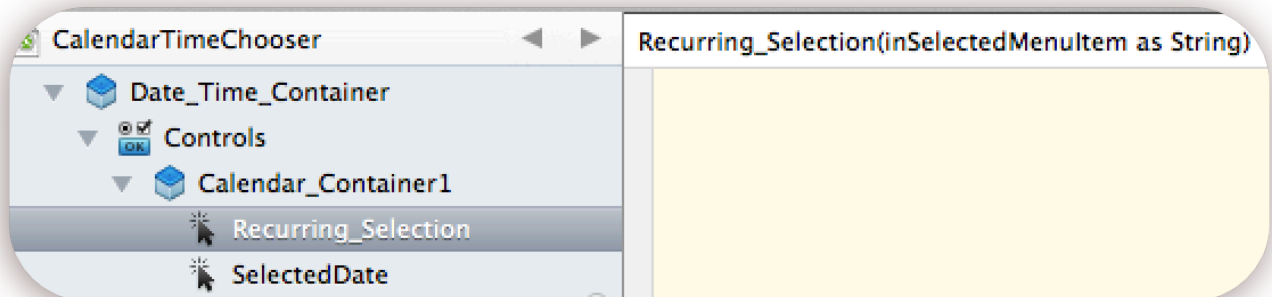 CalendarTimeChooser
Recurring_Selection(inSelectedMenuItem as String)
Date_Time_Container
OK Controls
Calendar_Container1
Recurring_Selection
SelectedDate